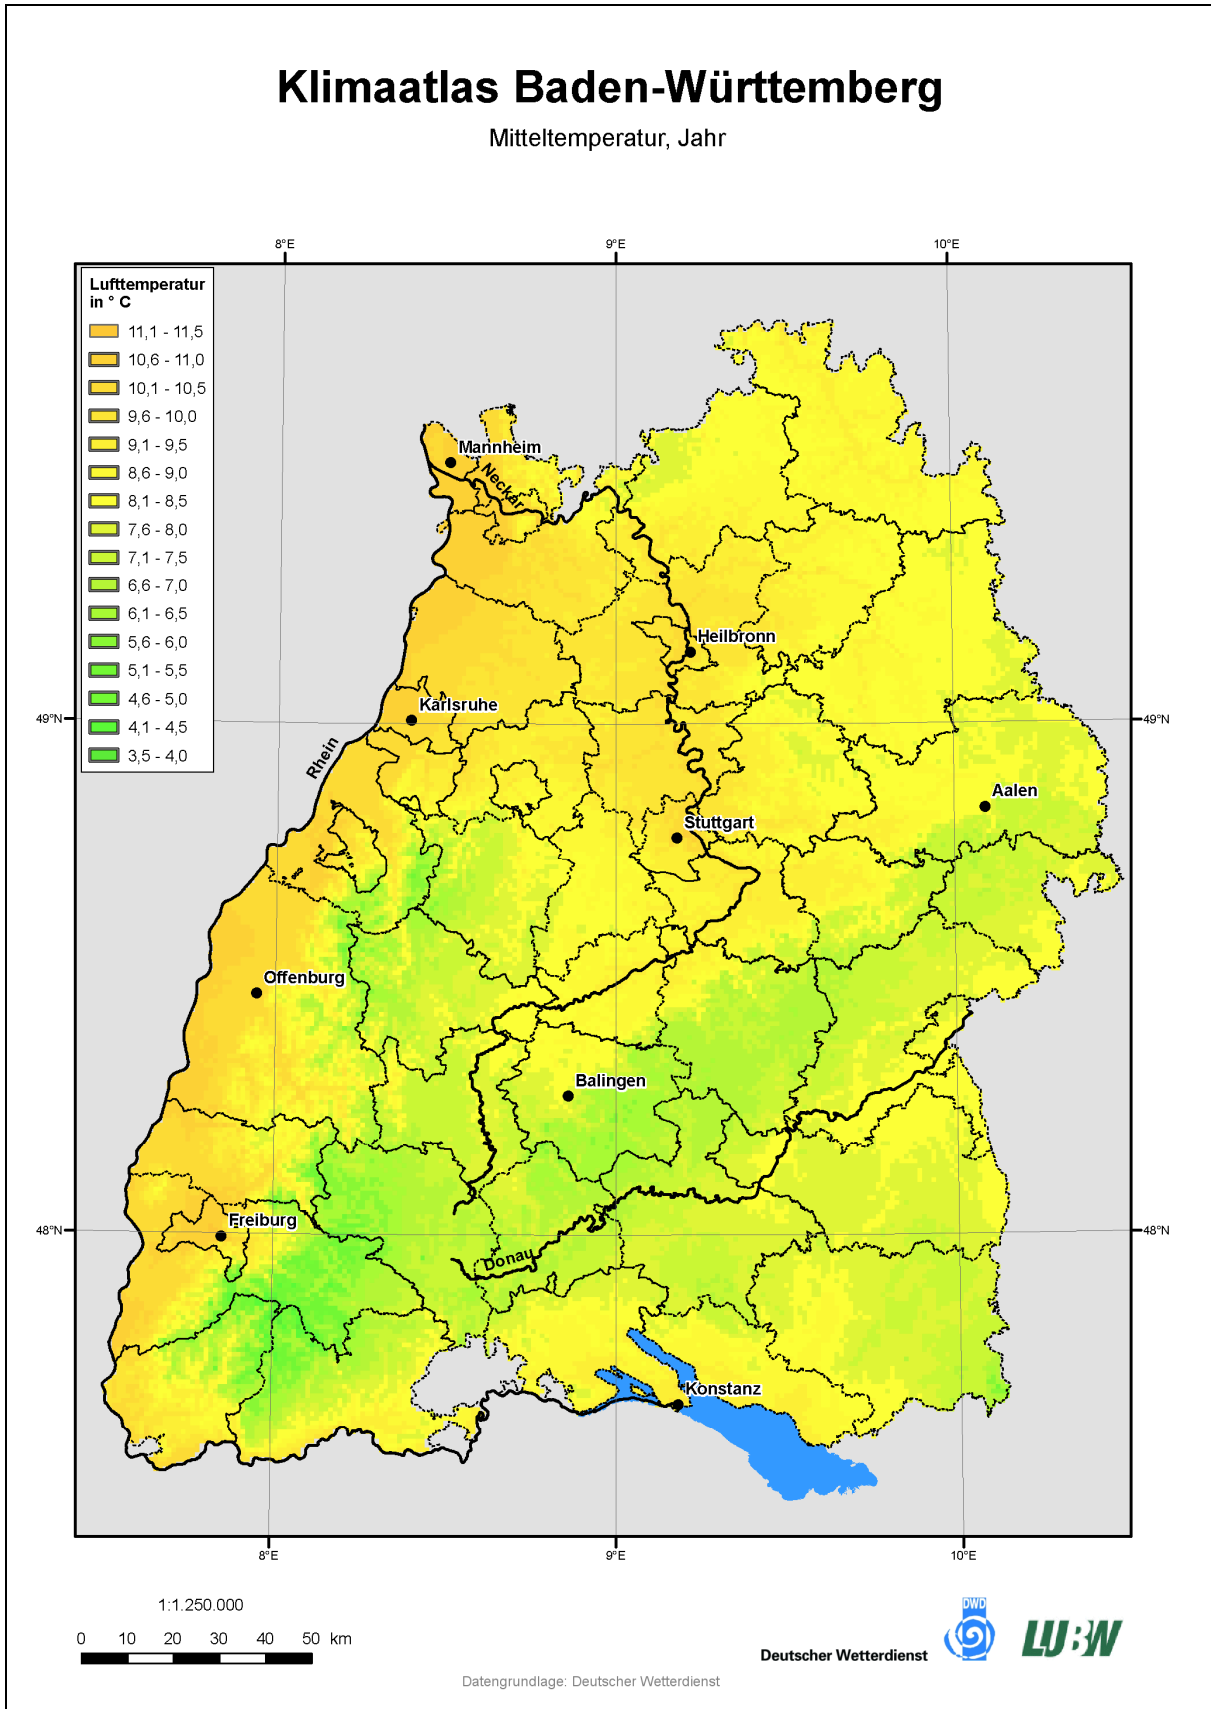 Klimaatlas Baden-Württemberg
Mitteltemperatur, Jahr
8°E
9°E
10°E
Lufttemperatur
in ° C
11,1 - 11,5
10,6 - 11,0
10,1 - 10,5
9,6 - 10,0
9,1 - 9,5
8,6 - 9,0
8,1 - 8,5
7,6 - 8,0
7,1 - 7,5
6,6 - 7,0
6,1 - 6,5
5,6 - 6,0
5,1 - 5,5
4,6 - 5,0
4,1 - 4,5
3,5 - 4,0
Mannheim
Neckar
Heilbronn
Karlsruhe
49°N
49°N
Rhein
Aalen
Stuttgart
Offenburg
Balingen
Freiburg
48°N
48°N
Donau
Konstanz
8°E
9°E
10°E
1:1.250.000
0 10 20 30 40 50 km
DWD
Deutscher Wetterdienst
LUBW
Datengrundlage: Deutscher Wetterdienst